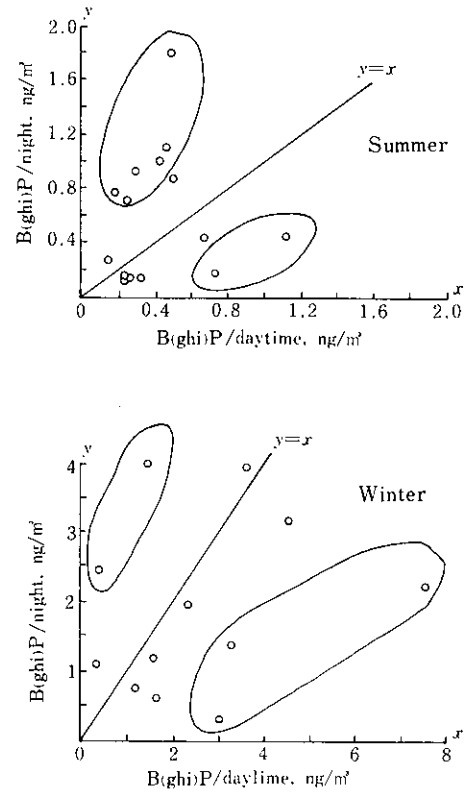 y
2.0
1.6
1.2
0.8
0.4
B(ghi)P/night. ng/m³
y=x
Summer
0 0.4 0.8 1.2 1.6 2.0
x
B(ghi)P/daytime. ng/m³
y
4
3
2
1
B(ghi)P/night. ng/m³
y=x
Winter
0 2 4 6 8
x
B(ghi)P/daylime. ng/m³